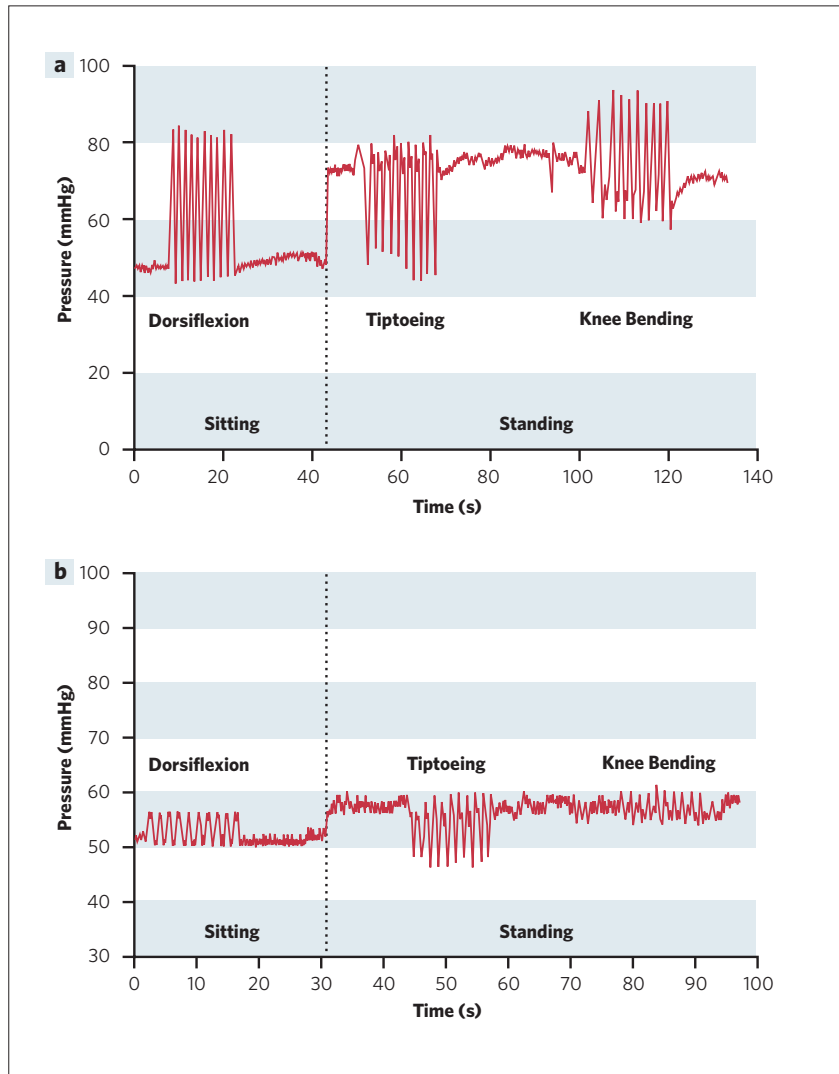 a
100
80
60
40
20
0
Pressure (mmHg)
Dorsiflexion
Tiptoeing
Knee Bending
Sitting
Standing
0 20 40 60 80 100 120 140
Time (s)
b
100
90
80
70
60
50
40
30
Pressure (mmHg)
Dorsiflexion
Tiptoeing
Knee Bending
Sitting
Standing
0 10 20 30 40 50 60 70 80 90 100
Time (s)